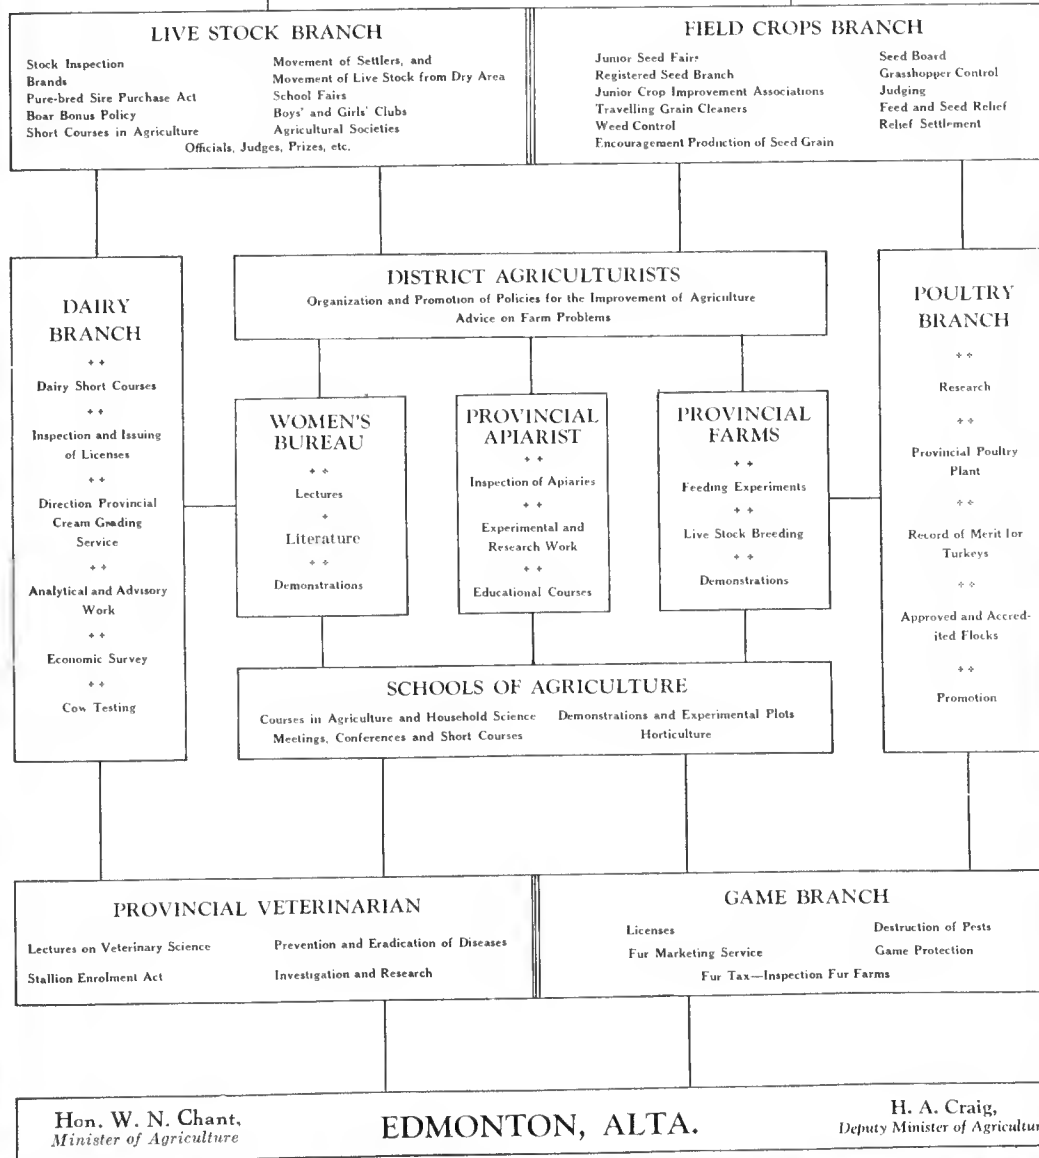 LIVE STOCK BRANCH
Stock Inspection
Brands
Pure-bred Sire Purchase Act
Boar Bonus Policy
Short Courses in Agriculture
Movement of Settlers, and
Movement of Live Stock from Dry Area
School Fairs
Boys' and Girls' Clubs
Agricultural Societies
Officials, Judges, Prizes, etc.
FIELD CROPS BRANCH
Junior Seed Fairs
Registered Seed Branch
Junior Crop Improvement Associations
Travelling Grain Cleaners
Weed Control
Encouragement Production of Seed Grain
Seed Board
Grasshopper Control
Judging
Feed and Seed Relief
Relief Settlement
DISTRICT AGRICULTURISTS
Organization and Promotion of Policies for the Improvement of Agriculture
Advice on Farm Problems
DAIRY
BRANCH
Dairy Short Courses
Inspection and Issuing
of Licenses
Direction Provincial
Cream Grading
Service
Analytical and Advisory
Work
Economic Survey
Cow Testing
WOMEN'S
BUREAU
Lectures
Literature
Demonstrations
PROVINCIAL
APIARIST
Inspection of Apiaries
Experimental and
Research Work
Educational Courses
PROVINCIAL
FARMS
Feeding Experiments
Live Stock Breeding
Demonstrations
POULTRY
BRANCH
Research
Provincial Poultry
Plant
Record of Merit for
Turkeys
Approved and Accred-
ited Flocks
Promotion
SCHOOLS OF AGRICULTURE
Courses in Agriculture and Household Science
Meetings, Conferences and Short Courses
Demonstrations and Experimental Plots
Horticulture
PROVINCIAL VETERINARIAN
Lectures on Veterinary Science
Stallion Enrolment Act
Prevention and Eradication of Diseases
Investigation and Research
GAME BRANCH
Licenses
Fur Marketing Service
Destruction of Pests
Game Protection
Fur Tax—Inspection Fur Farms
Hon. W. N. Chant,
Minister of Agriculture
EDMONTON, ALTA.
H. A. Craig,
Deputy Minister of Agricultur